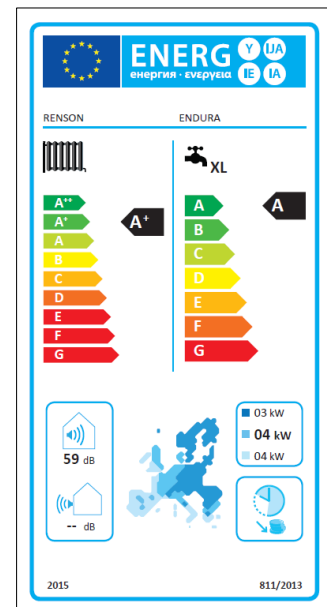 ENERG Y IJA
енергия · ενεργεια IE IA
RENSON ENDURA
XL
A++
A+
A
B
C
D
E
F
G
A+
A
B
C
D
E
F
G
A
59 dB
-- dB
03 kW
04 kW
04 kW
2015 811/2013